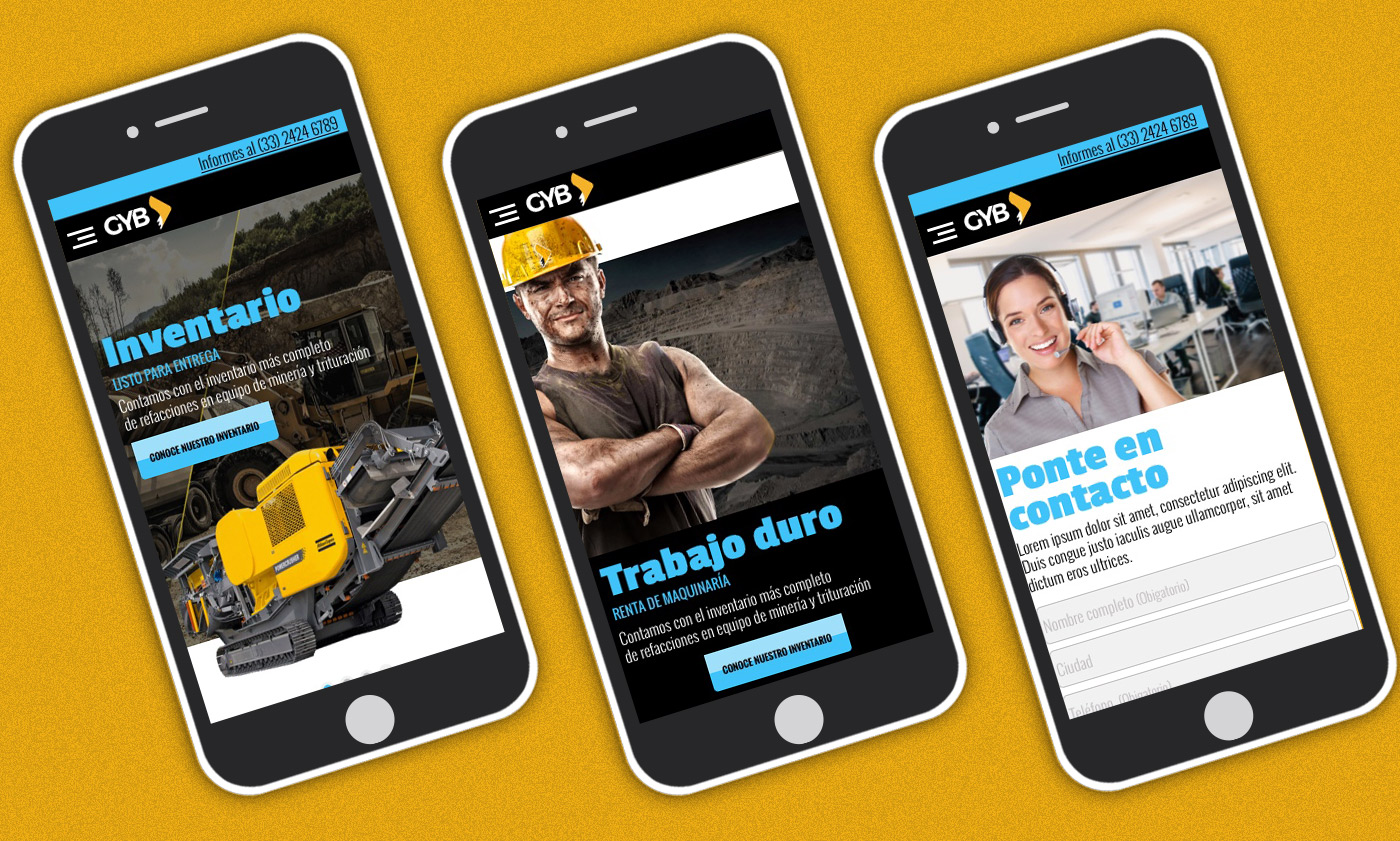 Informes al (33) 2424 6789
GYB
Inventario
LISTO PARA ENTREGA
Contamos con el inventario más completo
de refacciones en equipo de minería y trituración
CONOCE NUESTRO INVENTARIO
POWERCRUSHER
GYB
Trabajo duro
RENTA DE MAQUINARÍA
Contamos con el inventario más completo
de refacciones en equipo de minería y trituración
CONOCE NUESTRO INVENTARIO
Informes al (33) 2424 6789
GYB
Ponte en
contacto
Lorem ipsum dolor sit amet, consectetur adipiscing elit.
Duis congue justo iaculis augue ullamcorper, sit amet
dictum eros ultrices.
Nombre completo (Obigatorio)
Ciudad
Teléfono (Obigatorio)